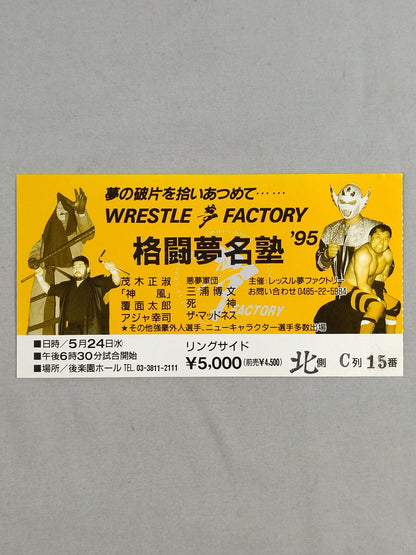 夢の破片を拾いあつめて……
WRESTLE 夢 FACTORY
格闘夢名塾 '95
茂木正淑
「神風」
覆面太郎
アジャ幸司
悪夢軍団
三浦博文
死神
ザ・マッドネス
主催:レッスル夢ファクトリー
お問い合わせ 0485-22-5984
夢
FACTORY
★その他強豪外人選手、ニューキャラクター選手多数出場
■日時/5月24日㈬
■午後6時30分試合開始
■場所/後楽園ホール TEL. 03-3811-2111
リングサイド
¥5,000(前売¥4,500)
北側 C列 15番